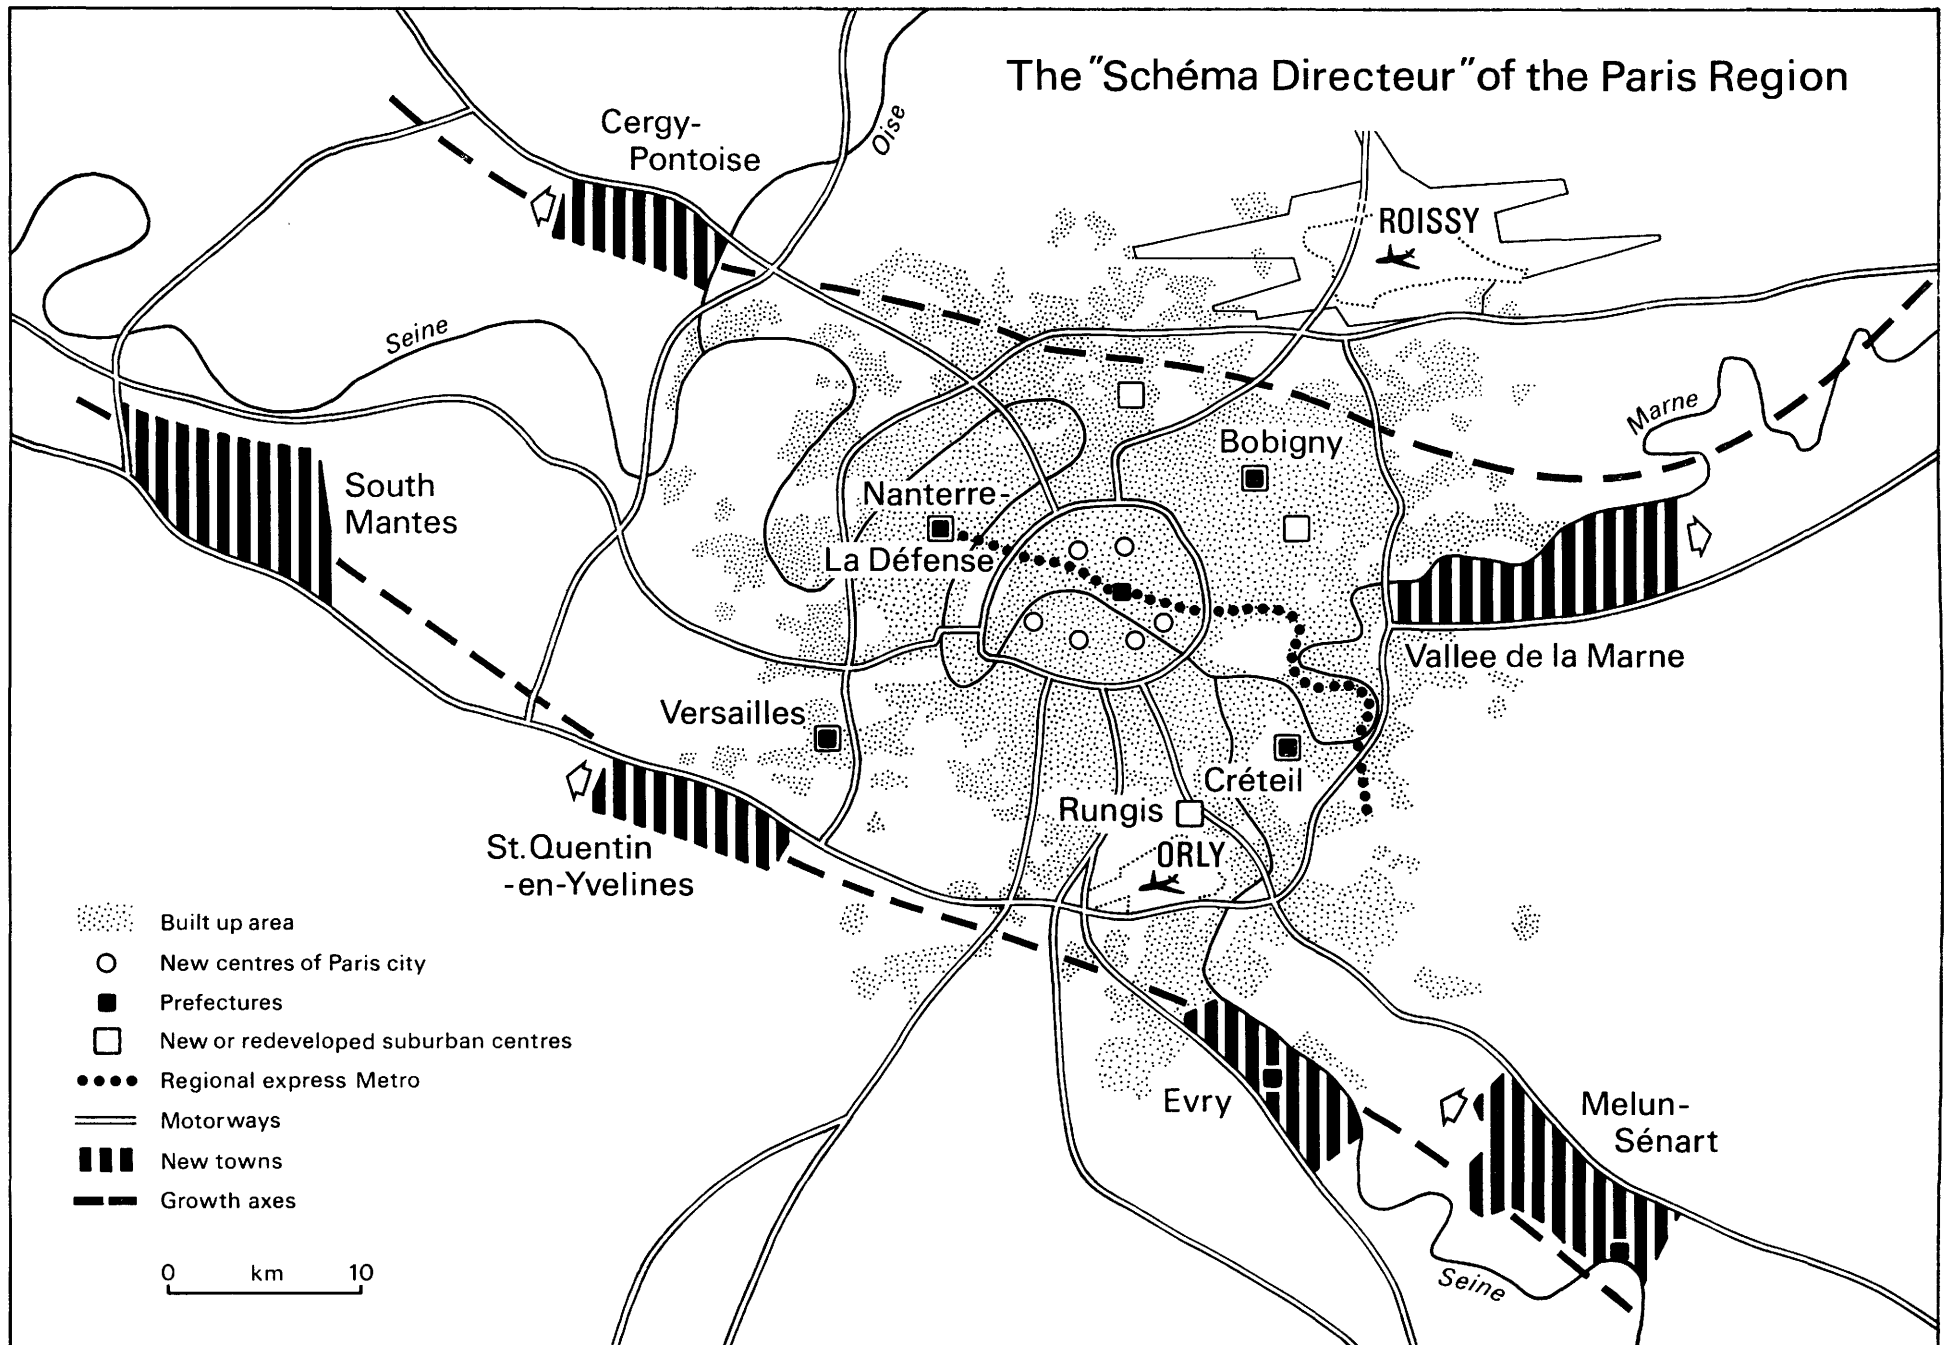 The "Schéma Directeur" of the Paris Region
Cergy-
Pontoise
Oise
ROISSY
Seine
Marne
Bobigny
South
Mantes
Nanterre-
La Défense
Vallee de la Marne
Versailles
Créteil
Rungis
ORLY
St. Quentin
-en-Yvelines
Evry
Melun-
Sénart
Seine
Built up area
New centres of Paris city
Prefectures
New or redeveloped suburban centres
Regional express Metro
Motorways
New towns
Growth axes
0 km 10